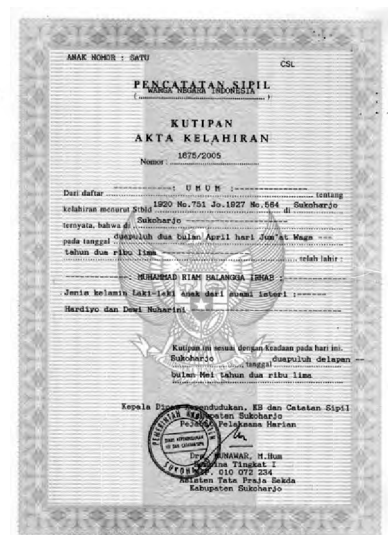 ANAK NOMOR : SATU
CSL
PENCATATAN SIPIL
( WARGA NEGARA INDONESIA )
KUTIPAN
AKTA KELAHIRAN
Nomor : 1675/2005
Dari daftar : U M U M : tentang
kelahiran menurut Stbld 1920 No.751 Jo.1927 No.564 di Sukoharjo
ternyata, bahwa di Sukoharjo
pada tanggal duapuluh dua bulan April hari Jum'at Wage
tahun dua ribu lima telah lahir :
MUHAMMAD
Jenis kelamin Laki-laki anak dari suami isteri :
Hardiyo dan Dewi Nuharini
Kutipan ini sesuai dengan Keadaan pada hari ini.
Sukoharjo tanggal duapuluh delapan
bulan Mei tahun dua ribu lima
Kepala Dinas Kependudukan, KB dan Catatan Sipil
Kabupaten Sukoharjo
Pejabat Pelaksana Harian
MUNAWAR, M.Hum
Pembina Tingkat I
NIP. 010 072 234
Asisten Tata Praja Sekda
Kabupaten Sukoharjo